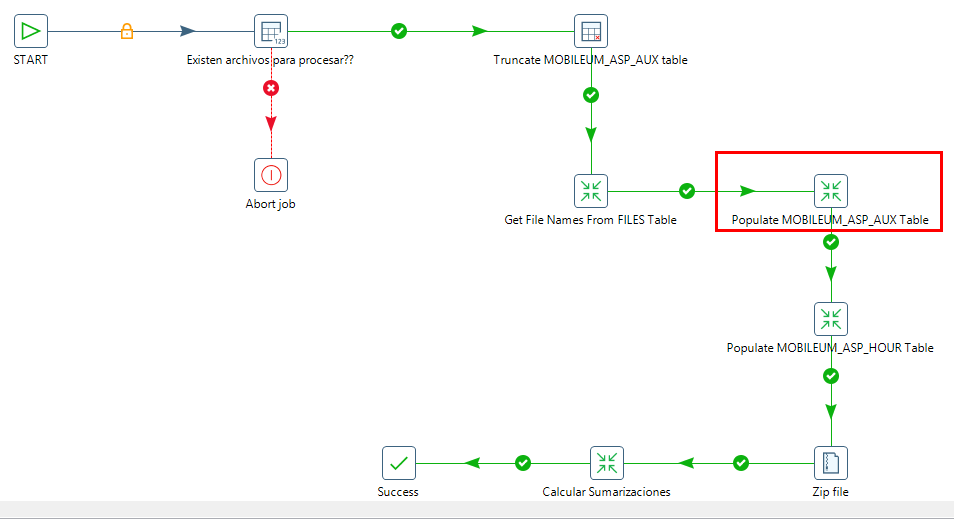 START
Existen archivos para procesar??
123
Truncate MOBILEUM_ASP_AUX table
Abort job
Get File Names From FILES Table
Populate MOBILEUM_ASP_AUX Table
Populate MOBILEUM_ASP_HOUR Table
Success
Calcular Sumarizaciones
Zip file